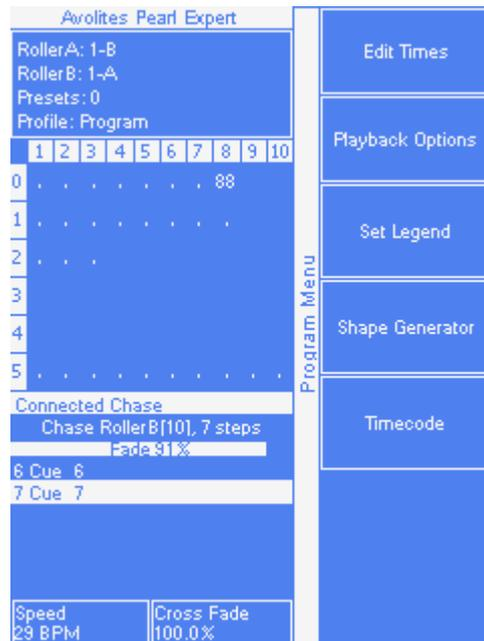 Avolites Pearl Expert
RollerA: 1-B
RollerB: 1-A
Presets: 0
Profile: Program
1 2 3 4 5 6 7 8 9 10
0 . . . . . . . 88
1 . . . . . . . .
2 . . .
3
4
5 . . . . . . . . . .
Connected Chase
Chase RollerB[10], 7 steps
Fade 91%
6 Cue 6
7 Cue 7
Speed
29 BPM
Cross Fade
100.0%
Program Menu
Edit Times
Playback Options
Set Legend
Shape Generator
Timecode